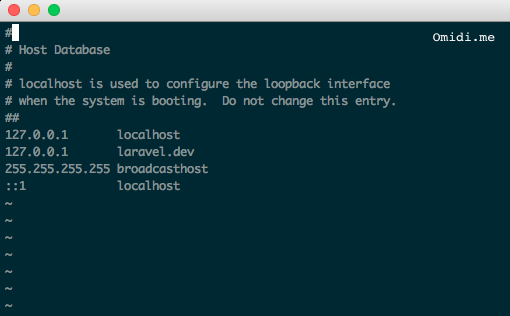 #
Omidi.me
# Host Database
#
# localhost is used to configure the loopback interface
# when the system is booting.  Do not change this entry.
##
127.0.0.1       localhost
127.0.0.1       laravel.dev
255.255.255.255 broadcasthost
::1             localhost
~
~
~
~
~
~
~